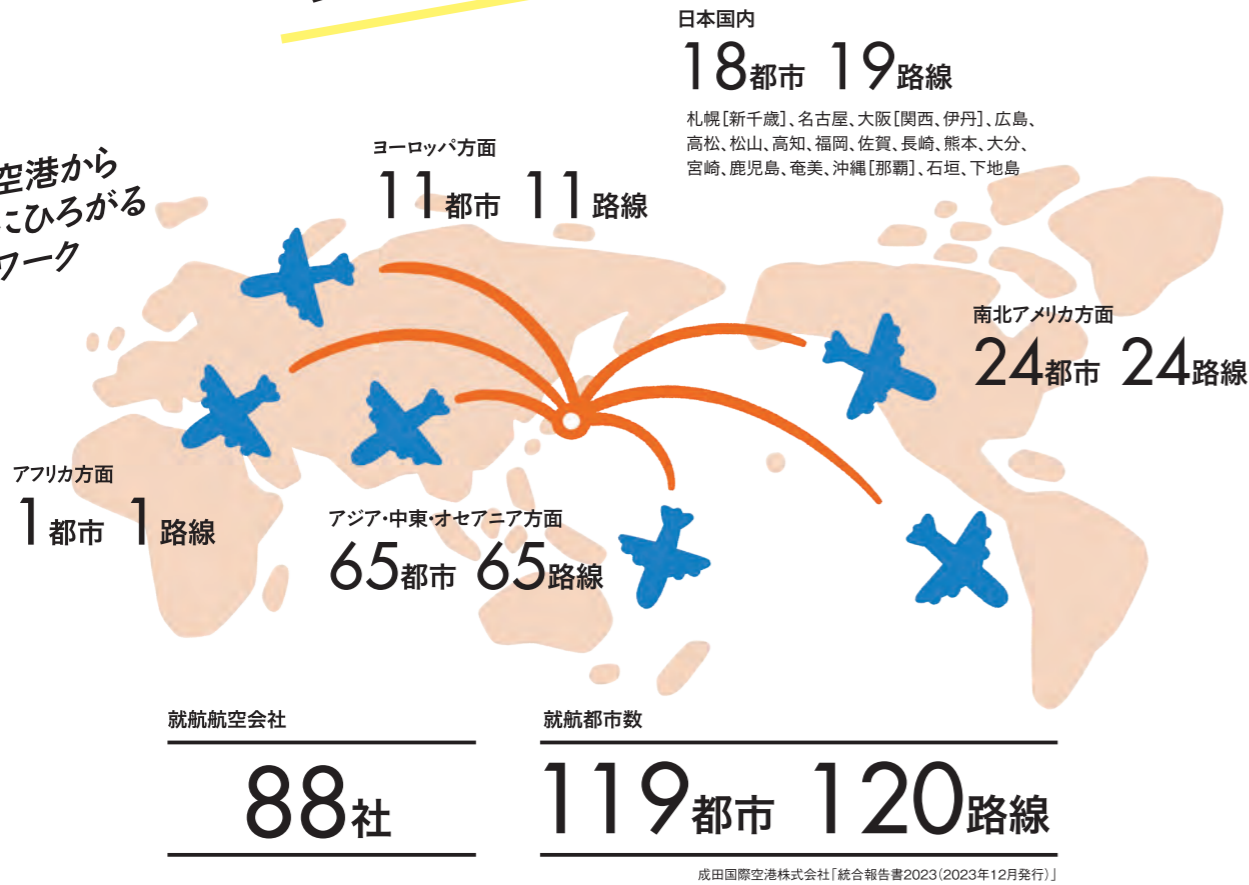 日本国内
18都市 19路線
札幌[新千歳]、名古屋、大阪[関西、伊丹]、広島、
高松、松山、高知、福岡、佐賀、長崎、熊本、大分、
宮崎、鹿児島、奄美、沖縄[那覇]、石垣、下地島
空港から
にひろがる
ワーク
ヨーロッパ方面
11都市 11路線
南北アメリカ方面
24都市 24路線
アフリカ方面
1都市 1路線
アジア・中東・オセアニア方面
65都市 65路線
就航航空会社
88社
就航都市数
119都市 120路線
成田国際空港株式会社「統合報告書2023(2023年12月発行)」